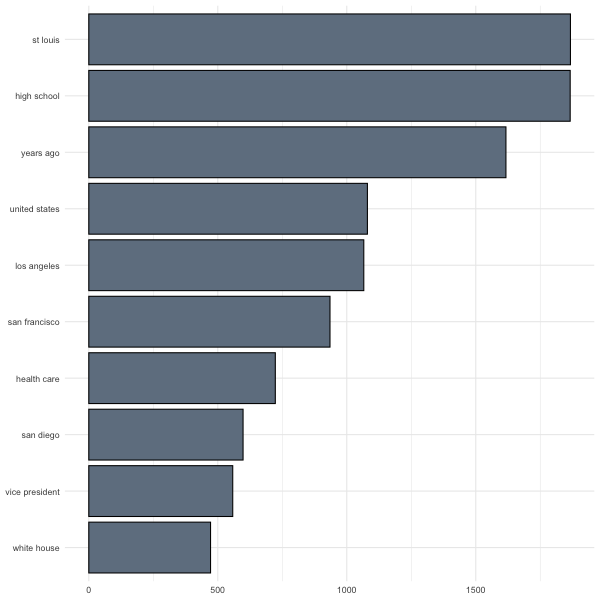 st louis
high school
years ago
united states
los angeles
san francisco
health care
san diego
vice president
white house
0 500 1000 1500